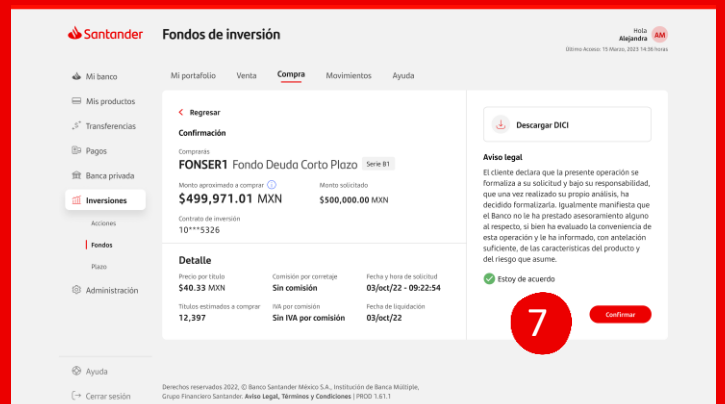 Santander
Fondos de inversión
Hola
Alejandra
AM
Último Acceso: 15 Marzo, 2023 14:36 horas
Mi banco
Mis productos
Transferencias
Pagos
Banca privada
Inversiones
Acciones
Fondos
Plazo
Administración
Ayuda
Cerrar sesión
Mi portafolio Venta Compra Movimientos Ayuda
Regresar
Confirmación
Comprarás
FONSER1 Fondo Deuda Corto Plazo Serie B1
Monto aproximado a comprar Monto solicitado
$499,971.01 MXN $500,000.00 MXN
Contrato de inversión
10***5326
Detalle
Precio por título Comisión por corretaje Fecha y hora de solicitud
$40.33 MXN Sin comisión 03/oct/22 - 09:22:54
Títulos estimados a comprar IVA por comisión Fecha de liquidación
12,397 Sin IVA por comisión 03/oct/22
Descargar DICI
Aviso legal
El cliente declara que la presente operación se
formaliza a su solicitud y bajo su responsabilidad,
que una vez realizado su propio análisis, ha
decidido formalizarla. Igualmente manifiesta que
el Banco no le ha prestado asesoramiento alguno
al respecto, si bien ha evaluado la conveniencia de
esta operación y le ha informado, con antelación
suficiente, de las características del producto y
del riesgo que asume.
Estoy de acuerdo
7
Confirmar
Derechos reservados 2022, © Banco Santander México S.A., Institución de Banca Múltiple,
Grupo Financiero Santander. Aviso Legal, Términos y Condiciones | PROD 1.61.1